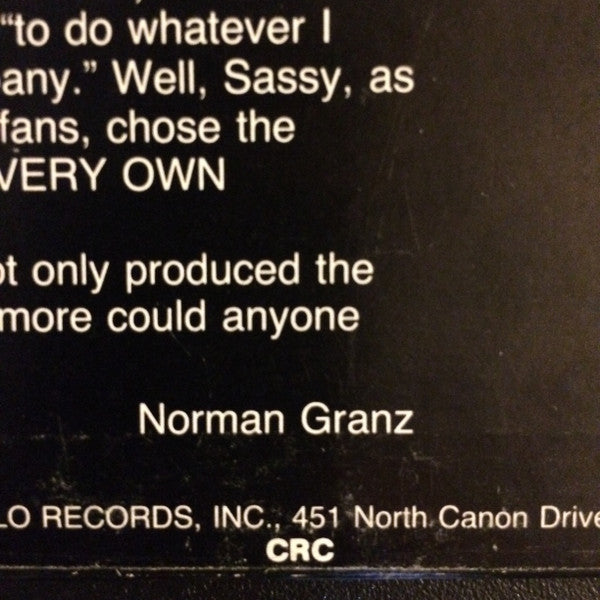 “to do whatever I
any.” Well, Sassy, as
fans, chose the
VERY OWN
ot only produced the
more could anyone
Norman Granz
LO RECORDS, INC., 451 North Canon Drive
CRC